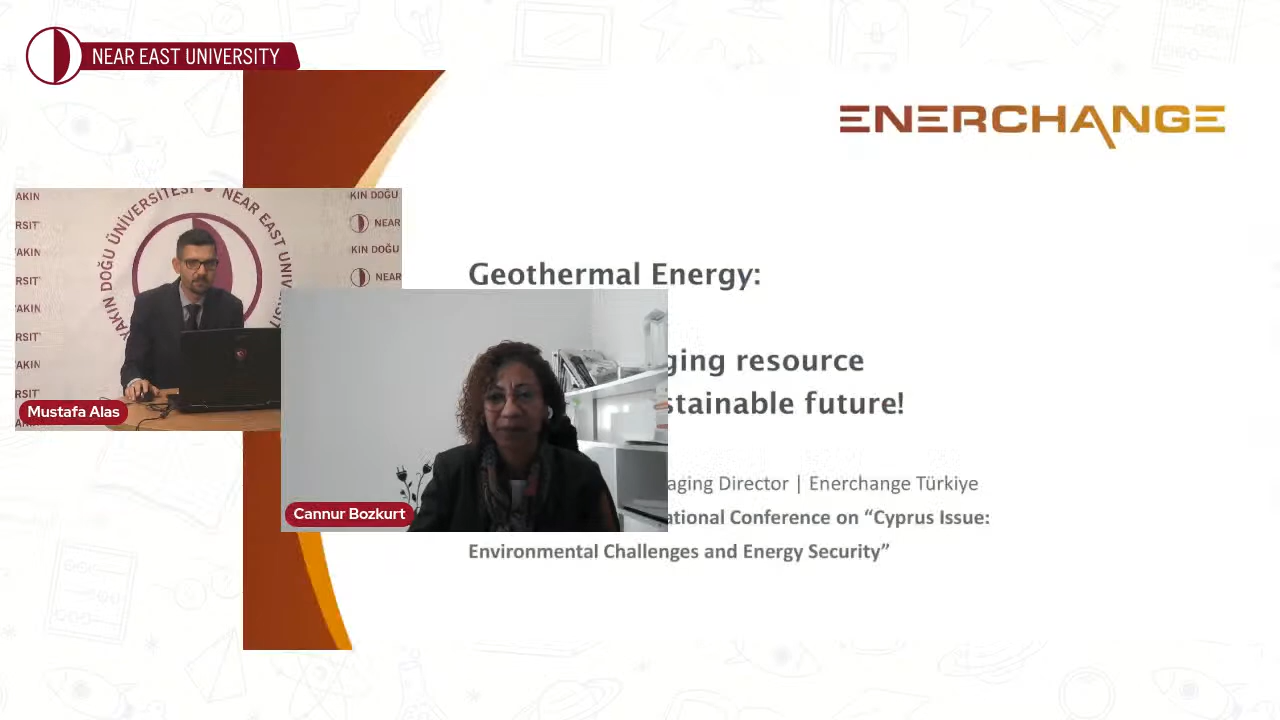 NEAR EAST UNIVERSITY
ENERCHANGE
YAKIN DOĞU ÜNİVERSİTESİ
NEAR EAST
KIN DOĞU
NEAR
KIN DOĞU
NEAR
Mustafa Alas
Cannur Bozkurt
Geothermal Energy:
ging resource
stainable future!
aging Director | Enerchange Türkiye
ational Conference on “Cyprus Issue:
Environmental Challenges and Energy Security”